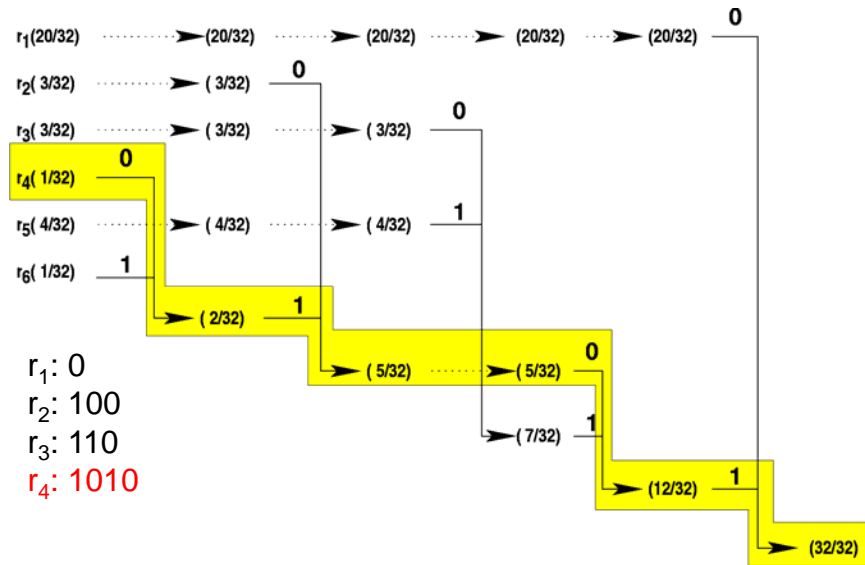 0
r₁(20/32) (20/32) (20/32) (20/32) (20/32)
0
r₂( 3/32) ( 3/32)
0
r₃( 3/32) ( 3/32) ( 3/32)
0
r₄( 1/32)
1
r₅( 4/32) ( 4/32) ( 4/32)
1
r₆(1/32)
1
( 2/32)
0
( 5/32) ( 5/32)
1
( 7/32)
1
(12/32)
(32/32)
r₁: 0
r₂: 100
r₃: 110
r₄: 1010